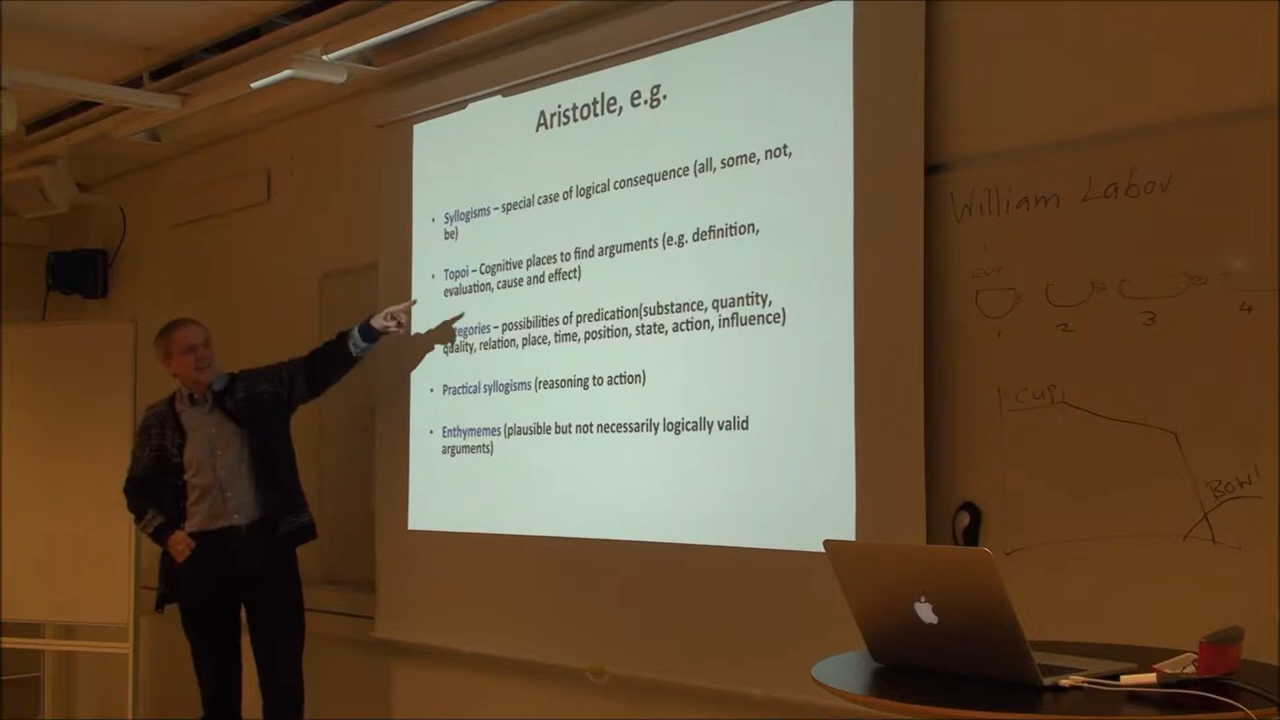 Aristotle, e.g.
• Syllogisms – special case of logical consequence (all, some, not,
be)
• Topoi – Cognitive places to find arguments (e.g. definition,
evaluation, cause and effect)
tegories – possibilities of predication(substance, quantity,
quality, relation, place, time, position, state, action, influence)
• Practical syllogisms (reasoning to action)
• Enthymemes (plausible but not necessarily logically valid
arguments)
William Labov
cup
1 2 3 4
CUP
BOWl